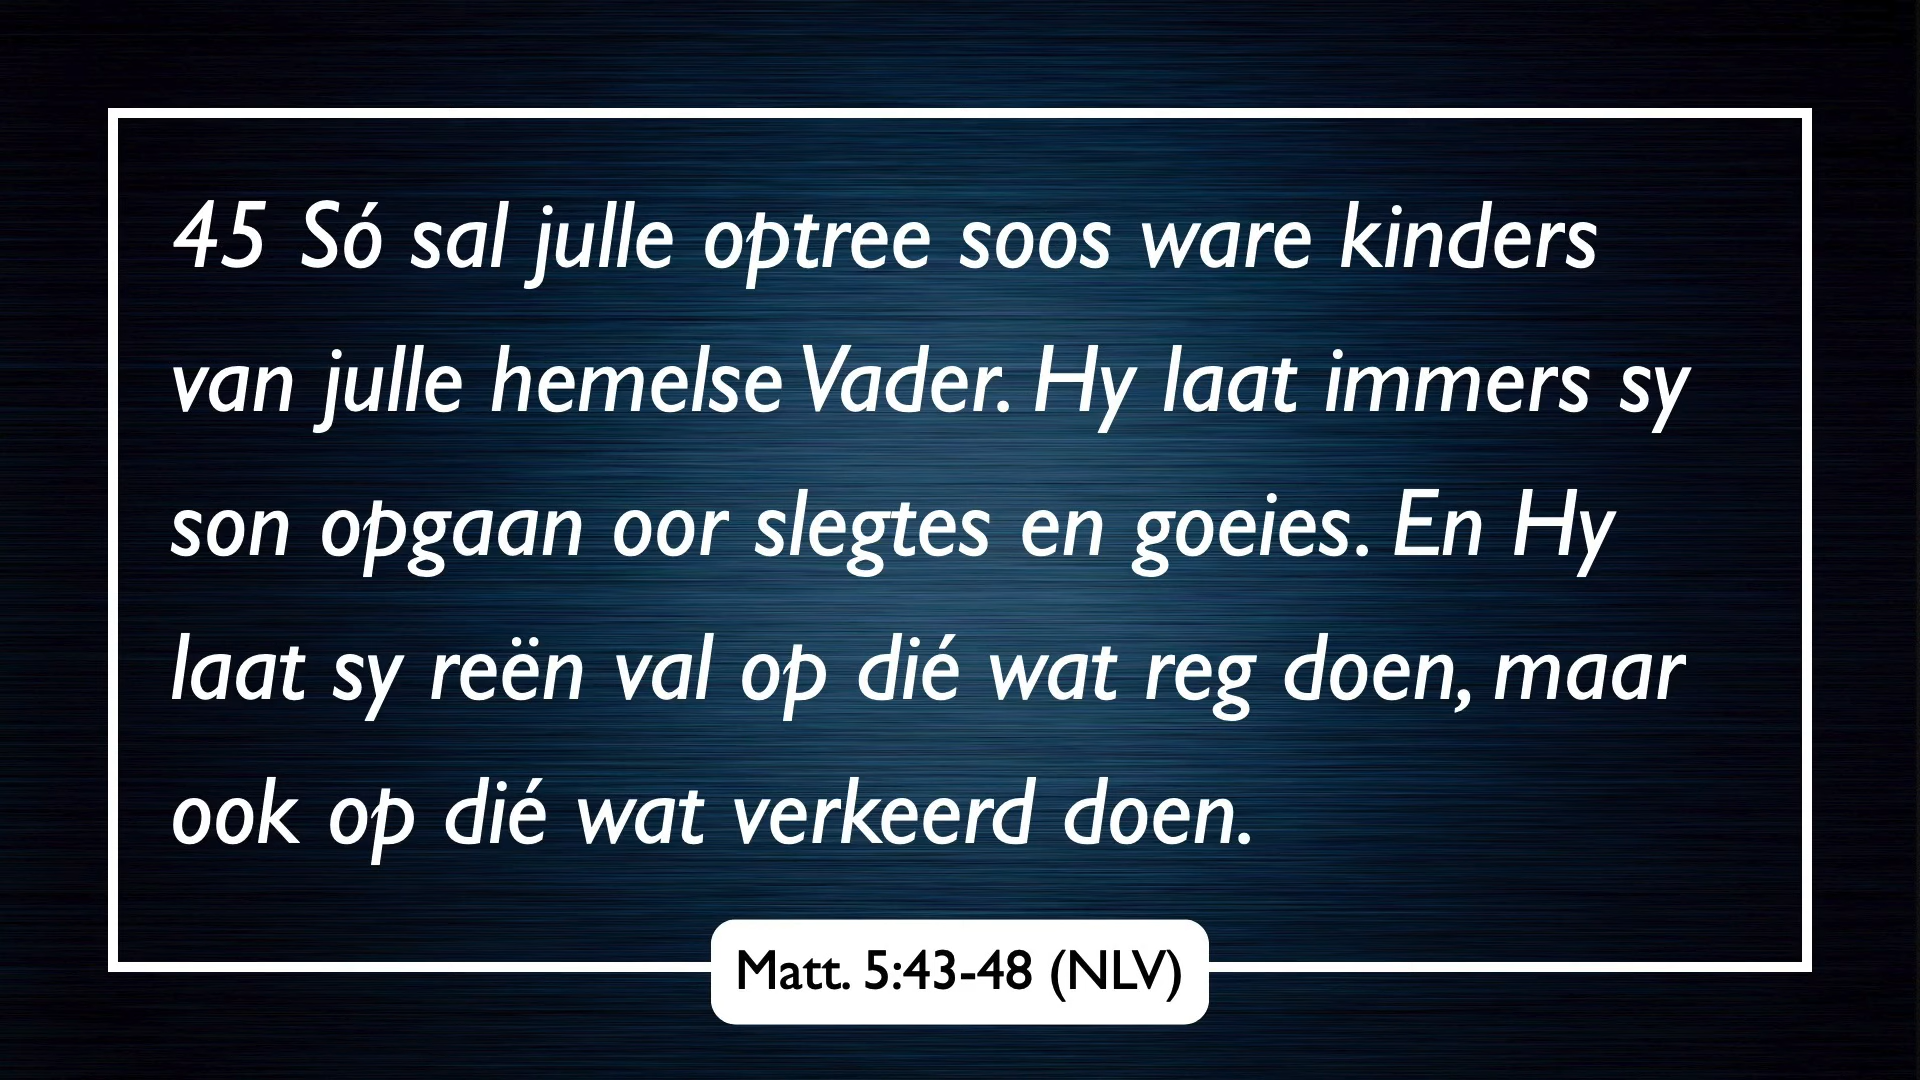 45 Só sal julle optree soos ware kinders
van julle hemelse Vader. Hy laat immers sy
son opgaan oor slegtes en goeies. En Hy
laat sy reën val op dié wat reg doen, maar
ook op dié wat verkeerd doen.
Matt. 5:43-48 (NLV)